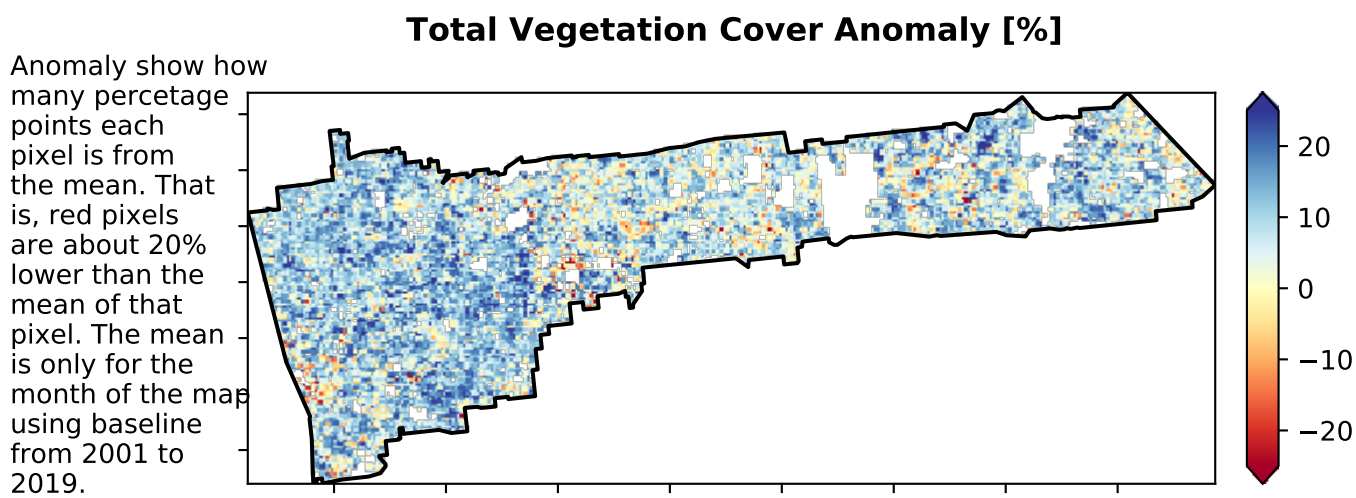 Total Vegetation Cover Anomaly [%]
Anomaly show how
many percetage
points each
pixel is from
the mean. That
is, red pixels
are about 20%
lower than the
mean of that
pixel. The mean
is only for the
month of the map
using baseline
from 2001 to
2019.
20
10
0
−10
−20